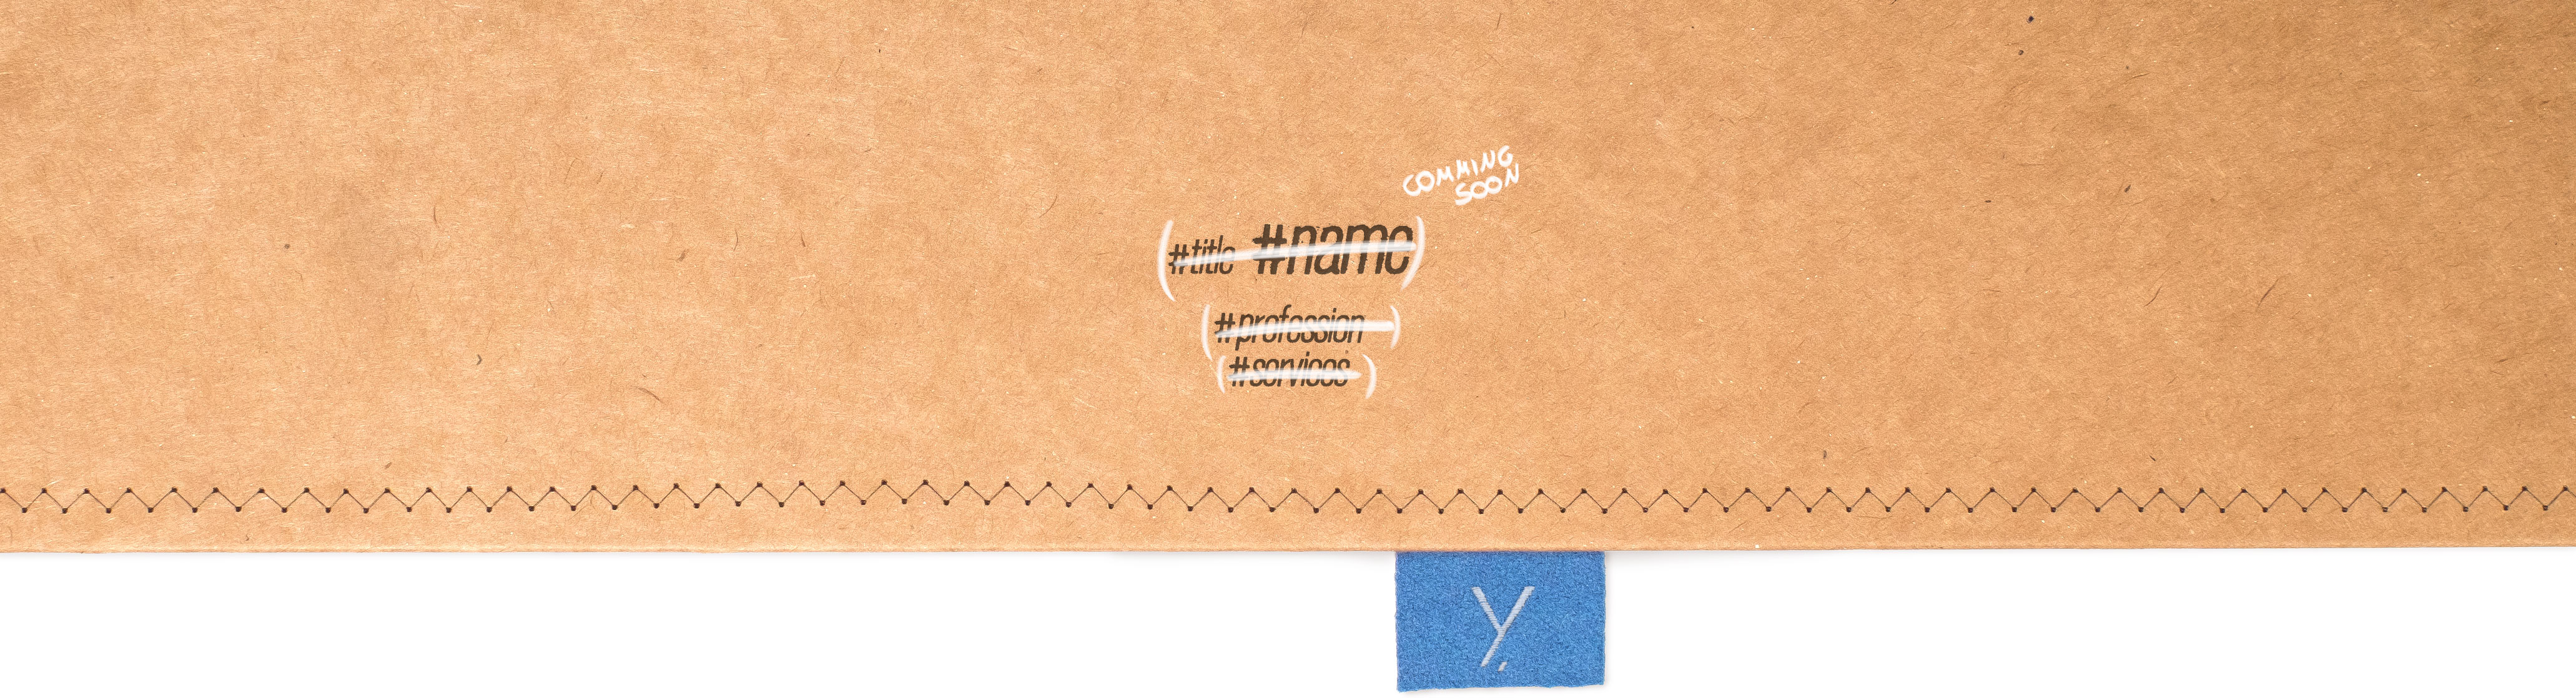 COMMING
SOON
(#title #name)
(#profession )
(#services )
Y.